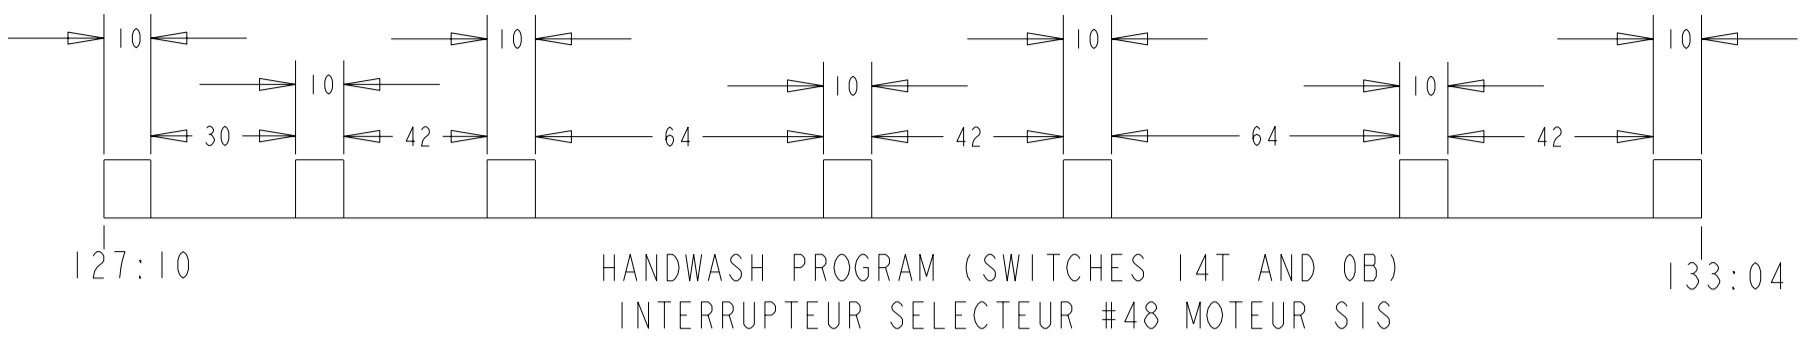 10 10 10 10
10 10 10
30 42 64 42 64 42
127:10
133:04
HANDWASH PROGRAM (SWITCHES 14T AND 0B)
INTERRUPTEUR SELECTEUR #48 MOTEUR SIS